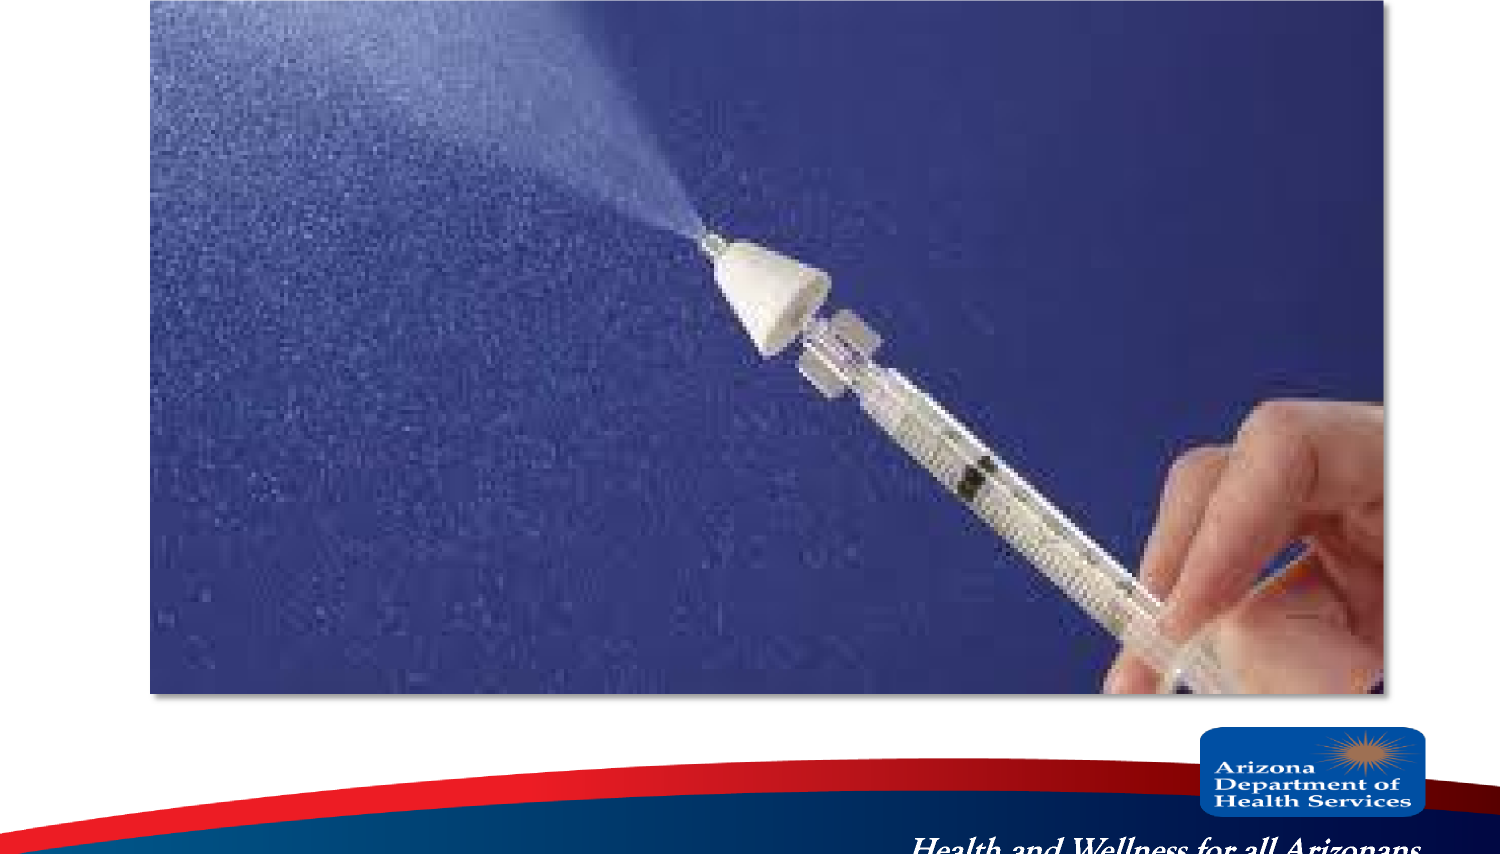 Arizona
Department of
Health Services
Health and Wellness for all Arizonans